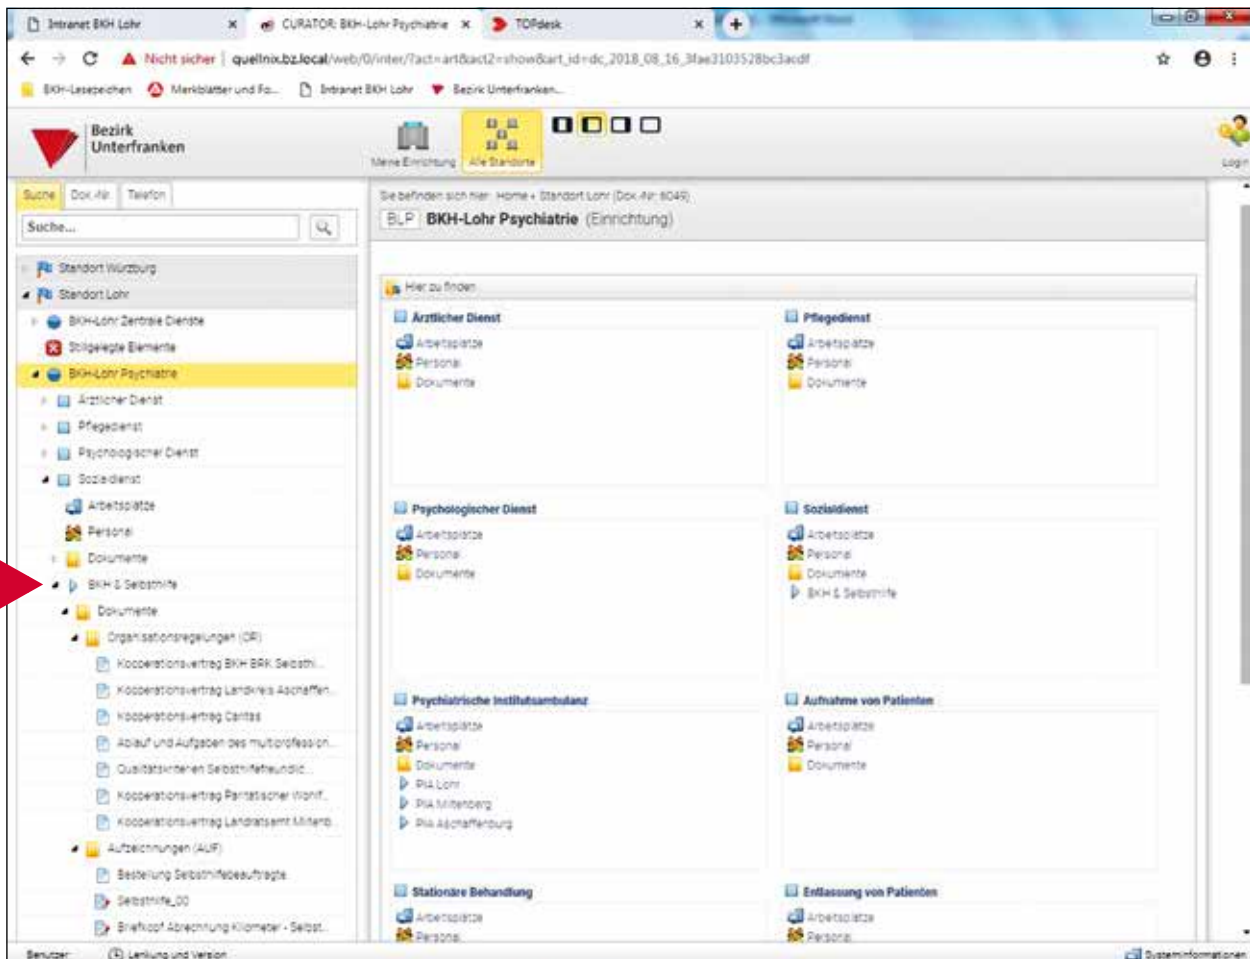 Intranet BKH Lohr
CURATOR: BKH-Lohr Psychiatrie
TOPdesk
Nicht sicher | quellnix.bz.local/web/0/inter/?act=art&act2=show&art_id=dc_2018_08_16_3fae3103528bc3acdf
BKH-Lesezeichen
Merkblätter und Fo...
Intranet BKH Lohr
Bezirk Unterfranken...
Bezirk
Unterfranken
Meine Einrichtung
Alle Standorte
Login
Suche
Dok.-Nr.
Telefon
Suche...
Standort Würzburg
Standort Lohr
BKH-Lohr Zentrale Dienste
Stillgelegte Elemente
BKH-Lohr Psychiatrie
Ärztlicher Dienst
Pflegedienst
Psychologischer Dienst
Sozialdienst
Arbeitsplätze
Personal
Dokumente
BKH & Selbsthilfe
Dokumente
Organisationsregelungen (OR)
Kooperationsvertrag BKH BRK Selbsthi...
Kooperationsvertrag Landkreis Aschaffen...
Kooperationsvertrag Caritas
Ablauf und Aufgaben des multiprofession...
Qualitätskriterien Selbsthilfefreundlic...
Kooperationsvertrag Paritätischer Wohlf...
Kooperationsvertrag Landratsamt Miltenb...
Aufzeichnungen (AUF)
Bestellung Selbsthilfebeauftragte
Selbsthilfe_00
Briefkopf Abrechnung Kilometer - Selbst...
Sie befinden sich hier: Home › Standort Lohr (Dok.-Nr: 6049)
BLP BKH-Lohr Psychiatrie (Einrichtung)
Hier zu finden
Ärztlicher Dienst
Arbeitsplätze
Personal
Dokumente
Pflegedienst
Arbeitsplätze
Personal
Dokumente
Psychologischer Dienst
Arbeitsplätze
Personal
Dokumente
Sozialdienst
Arbeitsplätze
Personal
Dokumente
BKH & Selbsthilfe
Psychiatrische Institutsambulanz
Arbeitsplätze
Personal
Dokumente
PIA Lohr
PIA Miltenberg
PIA Aschaffenburg
Aufnahme von Patienten
Arbeitsplätze
Personal
Dokumente
Stationäre Behandlung
Arbeitsplätze
Personal
Entlassung von Patienten
Arbeitsplätze
Personal
Benutzer
Lenkung und Version
Systeminformationen